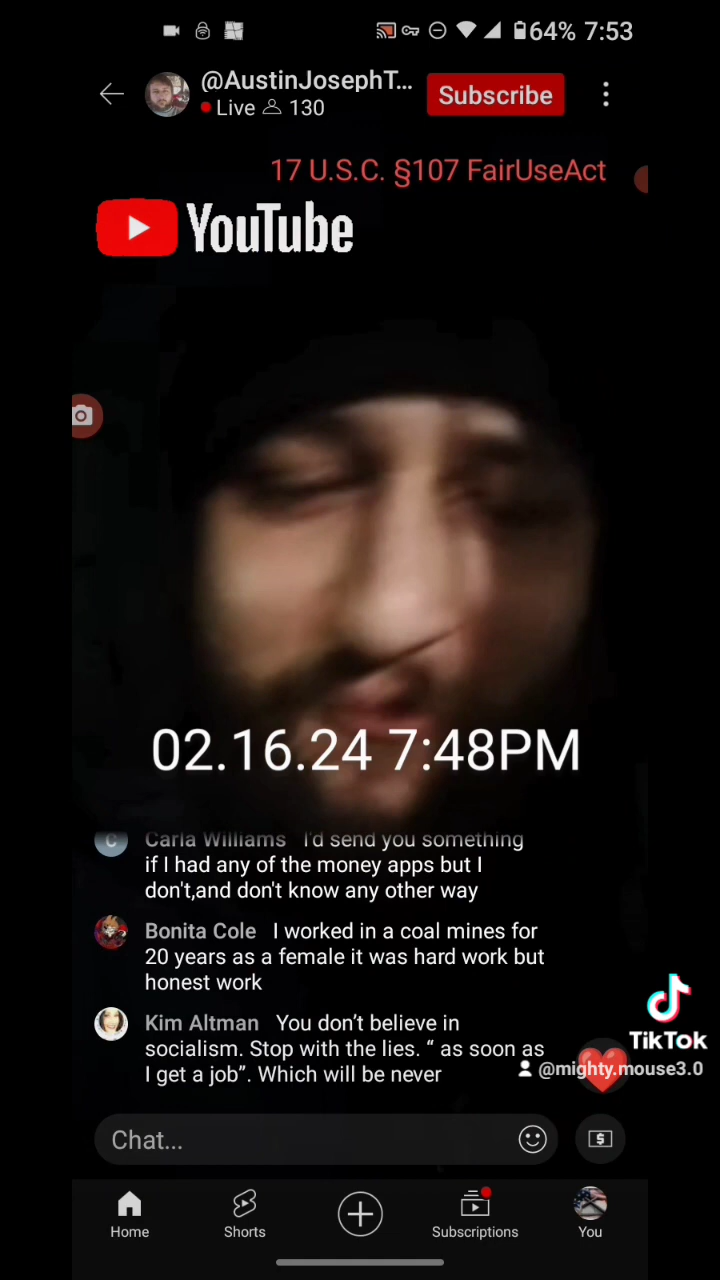 64% 7:53
@AustinJosephT...
Live 130
Subscribe
17 U.S.C. §107 FairUseAct
YouTube
02.16.24 7:48PM
C
Carla Williams I'd send you something
if I had any of the money apps but I
don't,and don't know any other way
Bonita Cole I worked in a coal mines for
20 years as a female it was hard work but
honest work
Kim Altman You don’t believe in
socialism. Stop with the lies. “ as soon as
I get a job”. Which will be never
TikTok
@mighty.mouse3.0
Chat...
Home
Shorts
Subscriptions
You